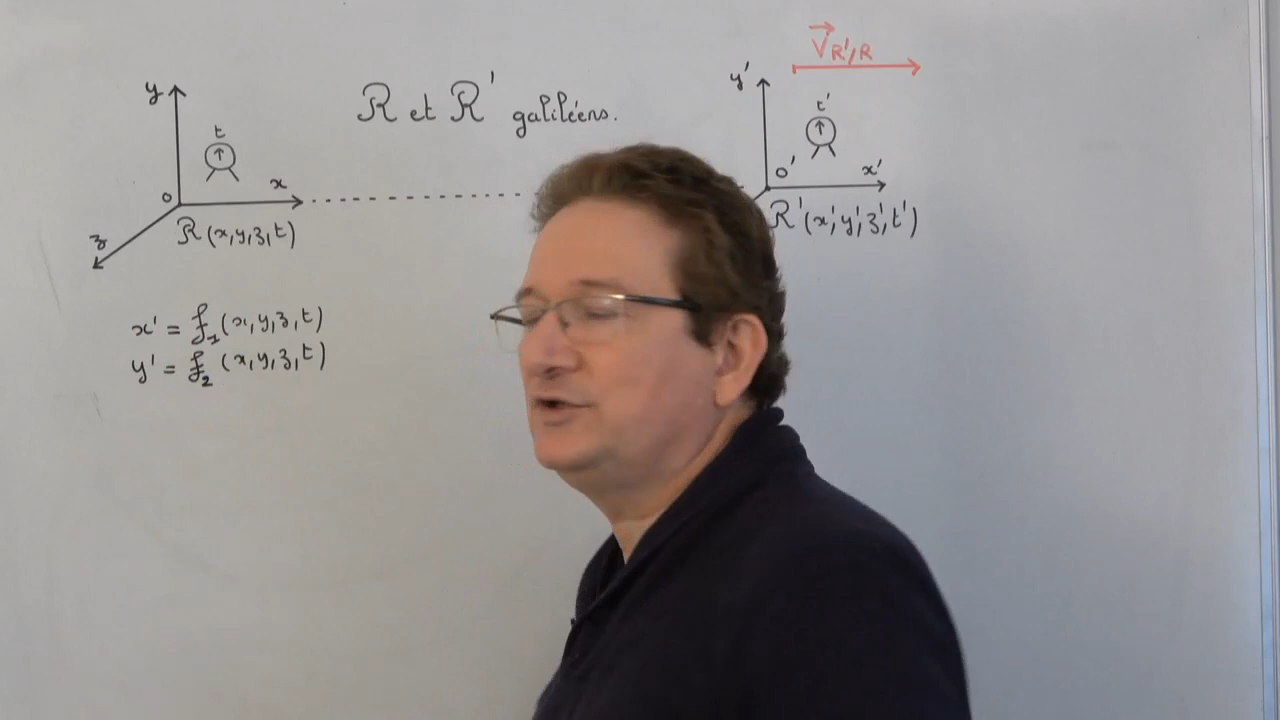 V R'/R
y
t
R et R' galiléens.
y'
t'
o
x
z
R(x,y,z,t)
o'
x'
R'(x',y',z',t')
x' = f₁(x,y,z,t)
y' = f₂(x,y,z,t)